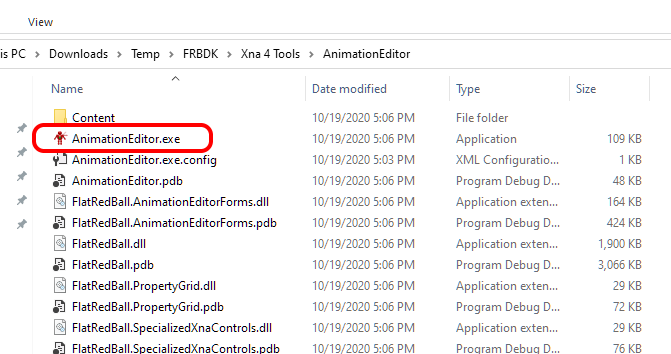 View
is PC > Downloads > Temp > FRBDK > Xna 4 Tools > AnimationEditor
Name Date modified Type Size
Content 10/19/2020 5:06 PM File folder
AnimationEditor.exe 10/19/2020 5:06 PM Application 109 KB
AnimationEditor.exe.config 10/19/2020 5:03 PM XML Configuratio... 1 KB
AnimationEditor.pdb 10/19/2020 5:06 PM Program Debug D... 48 KB
FlatRedBall.AnimationEditorForms.dll 10/19/2020 5:06 PM Application exten... 164 KB
FlatRedBall.AnimationEditorForms.pdb 10/19/2020 5:06 PM Program Debug D... 424 KB
FlatRedBall.dll 10/19/2020 5:06 PM Application exten... 1,900 KB
FlatRedBall.pdb 10/19/2020 5:06 PM Program Debug D... 3,066 KB
FlatRedBall.PropertyGrid.dll 10/19/2020 5:06 PM Application exten... 29 KB
FlatRedBall.PropertyGrid.pdb 10/19/2020 5:06 PM Program Debug D... 72 KB
FlatRedBall.SpecializedXnaControls.dll 10/19/2020 5:06 PM Application exten... 29 KB
FlatRedBall.SpecializedXnaControls.pdb 10/19/2020 5:06 PM Program Debug D... 76 KB